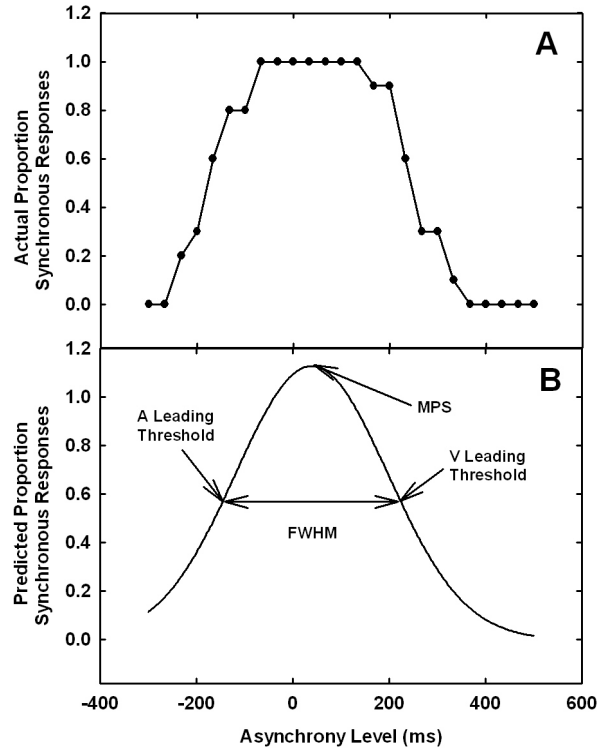 1.2
A
1.0
0.8
0.6
0.4
0.2
0.0
Actual Proportion
Synchronous Responses
1.2
B
1.0
0.8
0.6
0.4
0.2
0.0
Predicted Proportion
Synchronous Responses
MPS
A Leading
Threshold
V Leading
Threshold
FWHM
-400 -200 0 200 400 600
Asynchrony Level (ms)